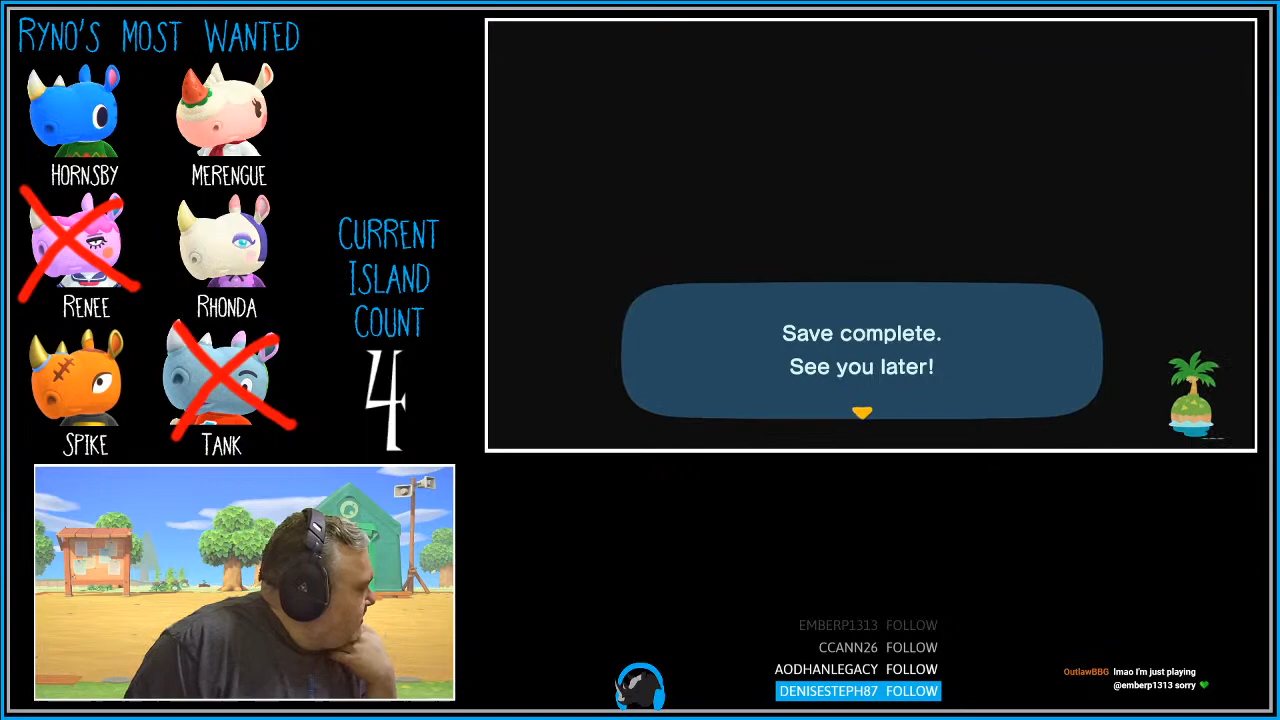 RYNO'S MOST WANTED
HORNSBY
MERENGUE
RENEE
RHONDA
SPIKE
TANK
CURRENT
ISLAND
COUNT
4
Save complete.
See you later!
EMBERP1313 FOLLOW
CCANN26 FOLLOW
AODHANLEGACY FOLLOW
DENISESTEPH87 FOLLOW
OutlawBBG lmao I'm just playing
@emberp1313 sorry 💚